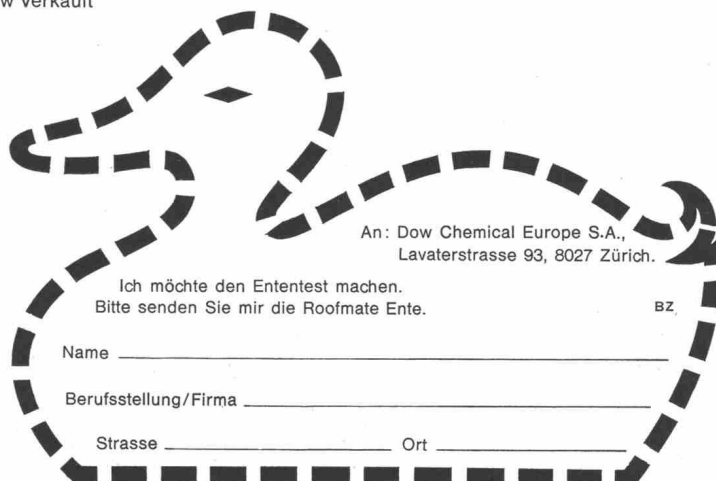 w verkauft
An: Dow Chemical Europe S.A.,
Lavaterstrasse 93, 8027 Zürich.
Ich möchte den Ententest machen.
Bitte senden Sie mir die Roofmate Ente.
BZ
Name
Berufsstellung/Firma
Strasse Ort